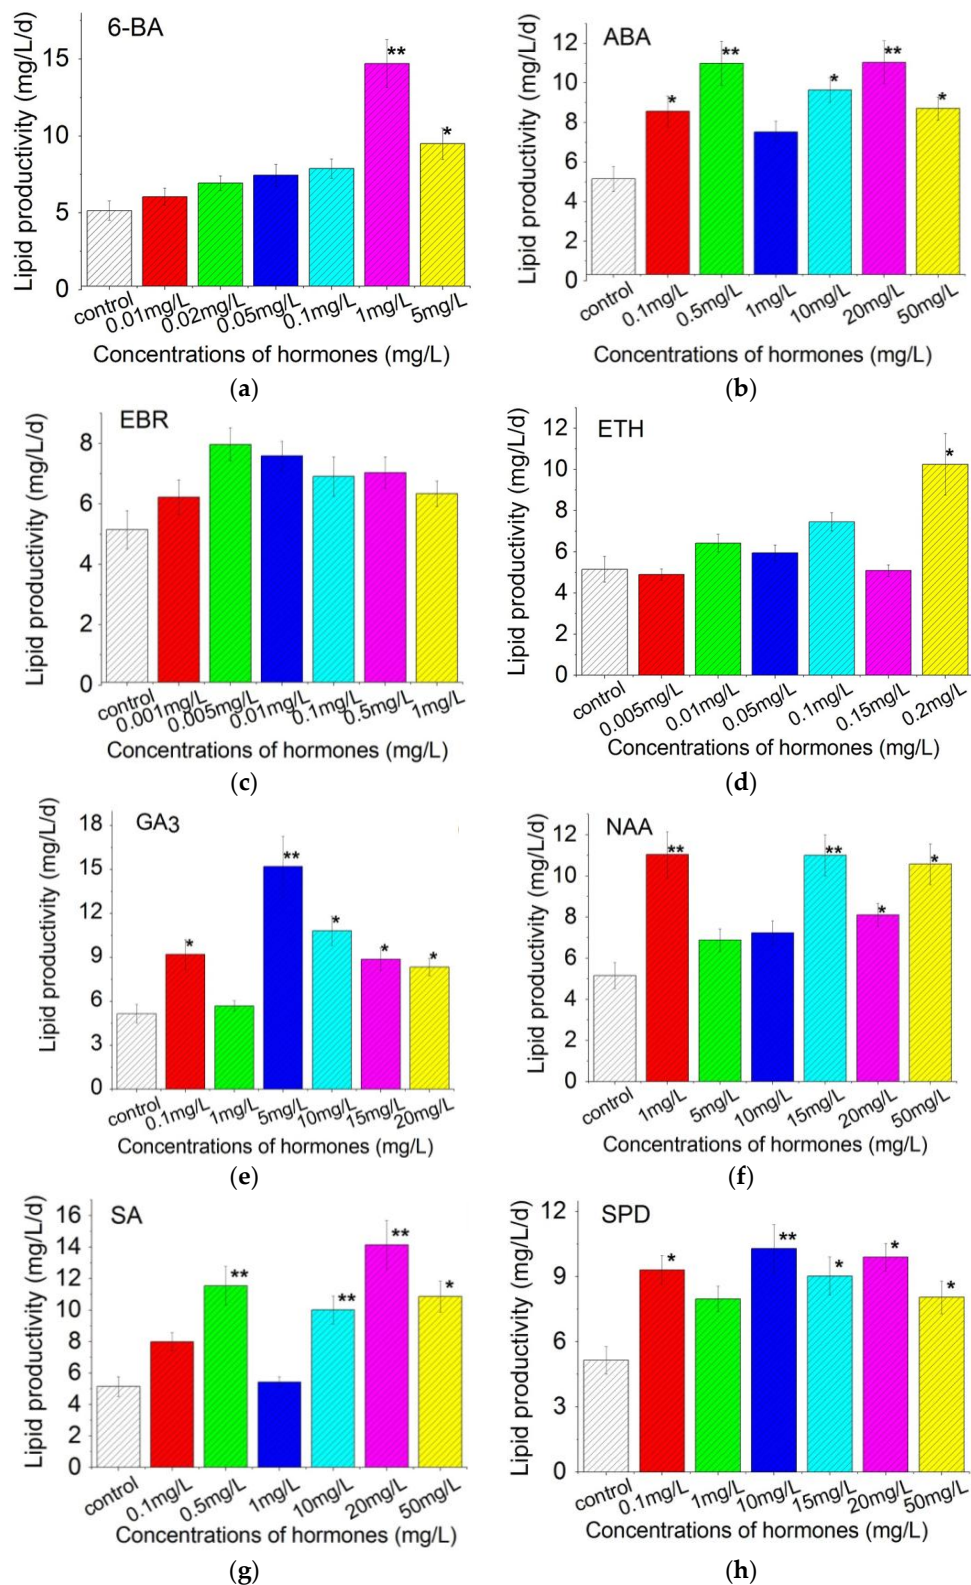 6-BA
Lipid productivity (mg/L/d)
15
10
5
0
**
*
control 0.01mg/L 0.02mg/L 0.05mg/L 0.1mg/L 1mg/L 5mg/L
Concentrations of hormones (mg/L)
(a)
ABA
Lipid productivity (mg/L/d)
12
10
8
6
4
2
0
* ** * ** *
control 0.1mg/L 0.5mg/L 1mg/L 10mg/L 20mg/L 50mg/L
Concentrations of hormones (mg/L)
(b)
EBR
Lipid productivity (mg/L/d)
8
6
4
2
0
control 0.001mg/L 0.005mg/L 0.01mg/L 0.1mg/L 0.5mg/L 1mg/L
Concentrations of hormones (mg/L)
(c)
ETH
Lipid productivity (mg/L/d)
12
10
8
6
4
2
0
*
control 0.005mg/L 0.01mg/L 0.05mg/L 0.1mg/L 0.15mg/L 0.2mg/L
Concentrations of hormones (mg/L)
(d)
GA3
Lipid productivity (mg/L/d)
18
15
12
9
6
3
0
* ** * * *
control 0.1mg/L 1mg/L 5mg/L 10mg/L 15mg/L 20mg/L
Concentrations of hormones (mg/L)
(e)
NAA
Lipid productivity (mg/L/d)
12
10
8
6
4
2
0
** ** * *
control 1mg/L 5mg/L 10mg/L 15mg/L 20mg/L 50mg/L
Concentrations of hormones (mg/L)
(f)
SA
Lipid productivity (mg/L/d)
16
14
12
10
8
6
4
2
0
** ** ** *
control 0.1mg/L 0.5mg/L 1mg/L 10mg/L 20mg/L 50mg/L
Concentrations of hormones (mg/L)
(g)
SPD
Lipid productivity (mg/L/d)
12
9
6
3
0
* ** * * *
control 0.1mg/L 1mg/L 10mg/L 15mg/L 20mg/L 50mg/L
Concentrations of hormones (mg/L)
(h)